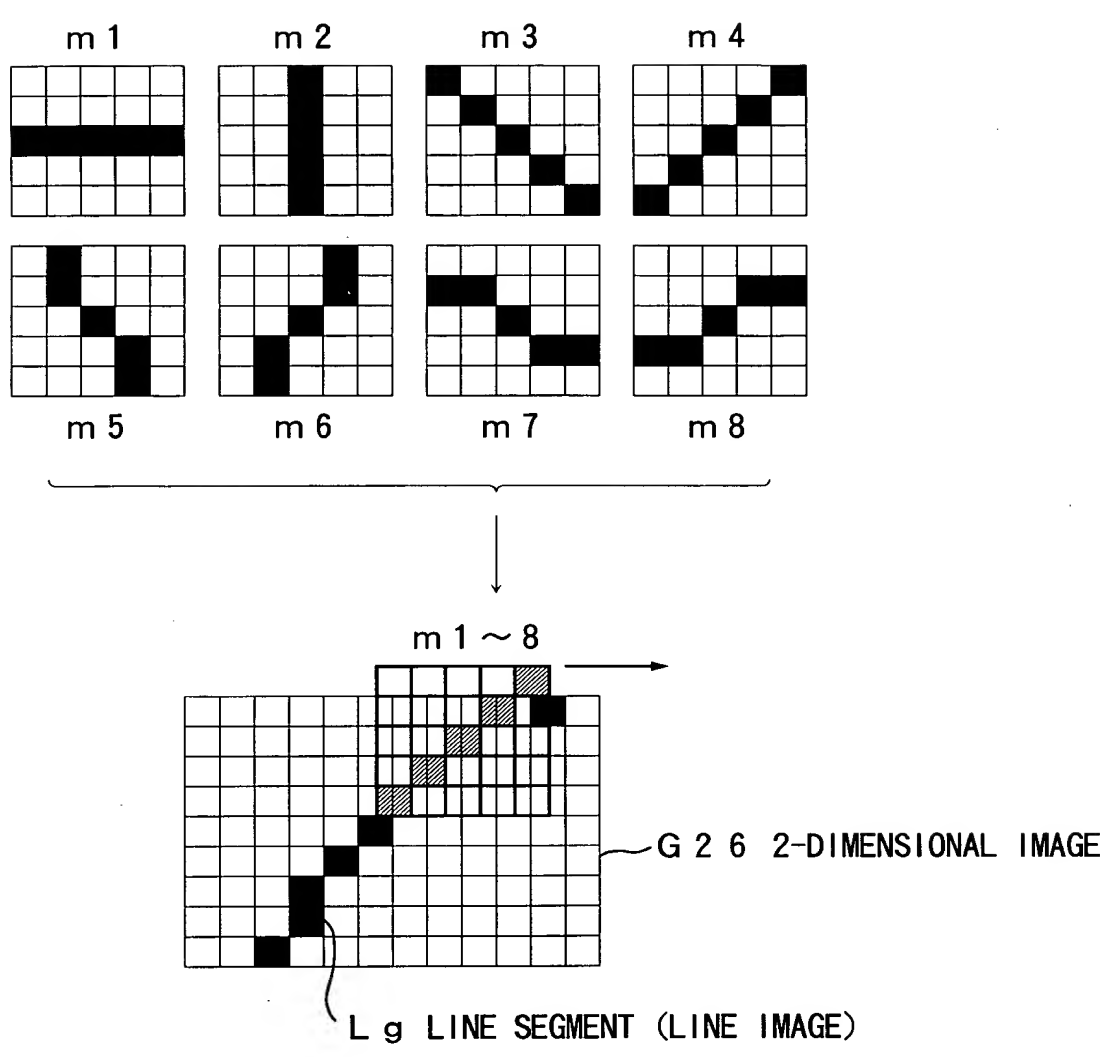 m 1 m 2 m 3 m 4
m 5 m 6 m 7 m 8
m 1 ～ 8
G 2 6 2-DIMENSIONAL IMAGE
L g LINE SEGMENT (LINE IMAGE)